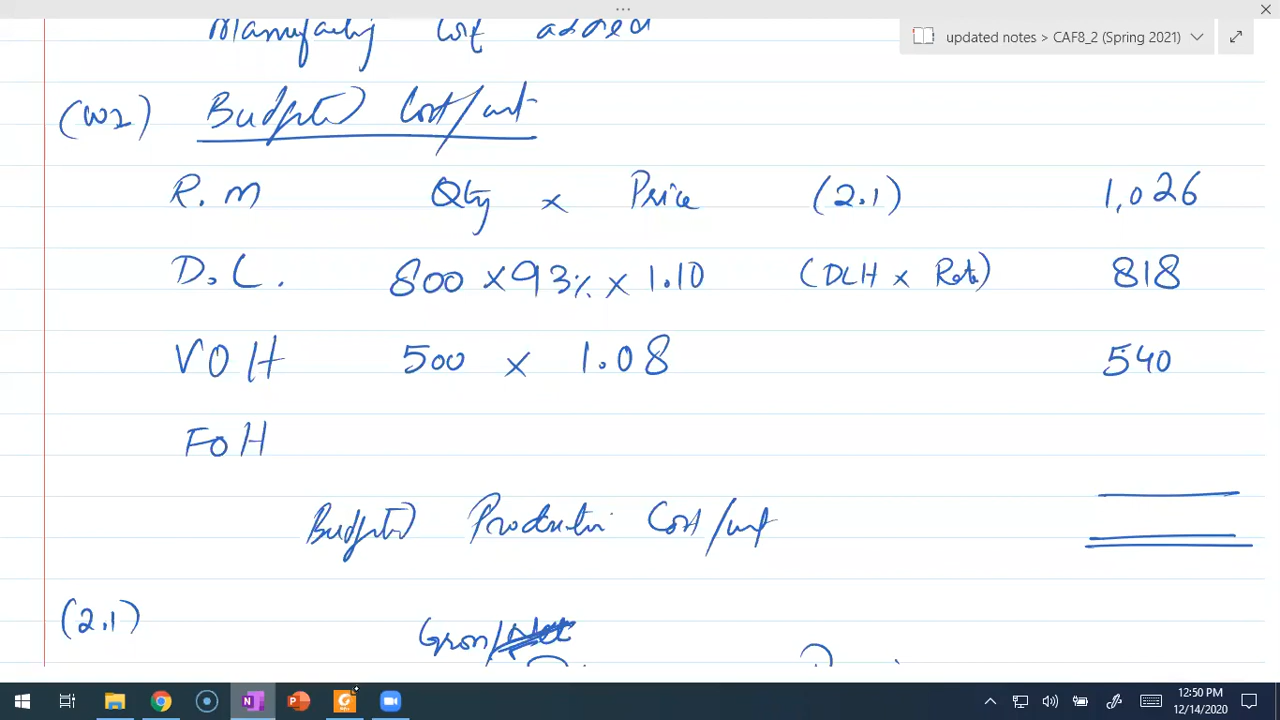 ...
updated notes > CAF8_2 (Spring 2021)
Manufacting Cost added
(W2) Budgeted Cost/unit
R.M Qty × Price (2.1) 1,026
D.L. 800 × 93% × 1.10 (DLH × Rate) 818
VOH 500 × 1.08 540
FOH
Budgeted Production Cost/unit
(2.1)
Gross/
12:50 PM
12/14/2020